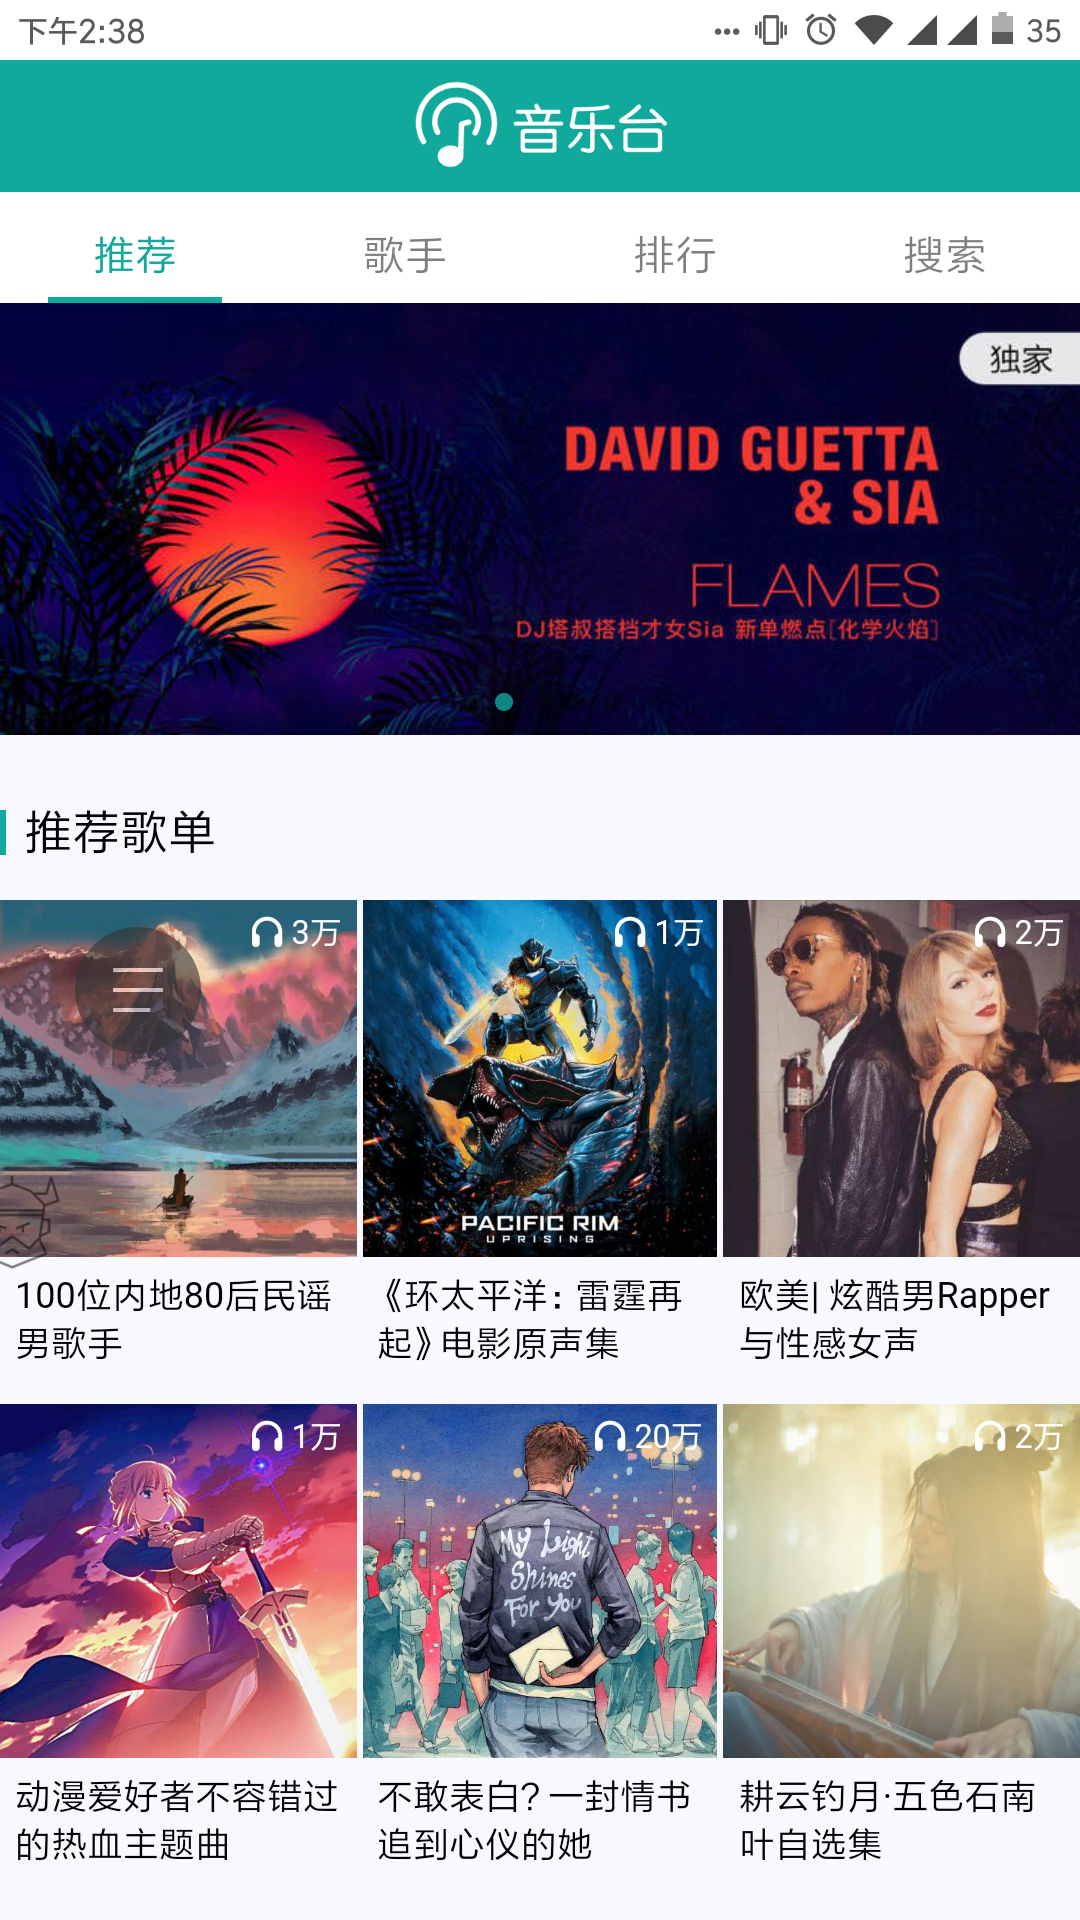 下午2:38
35
音乐台
推荐
歌手
排行
搜索
独家
DAVID GUETTA
& SIA
FLAMES
DJ塔叔搭档才女Sia 新单燃点[化学火焰]
推荐歌单
3万
1万
2万
PACIFIC RIM
UPRISING
100位内地80后民谣
男歌手
《环太平洋：雷霆再
起》电影原声集
欧美| 炫酷男Rapper
与性感女声
1万
20万
2万
My Light
Shines
For You
动漫爱好者不容错过
的热血主题曲
不敢表白？一封情书
追到心仪的她
耕云钓月·五色石南
叶自选集